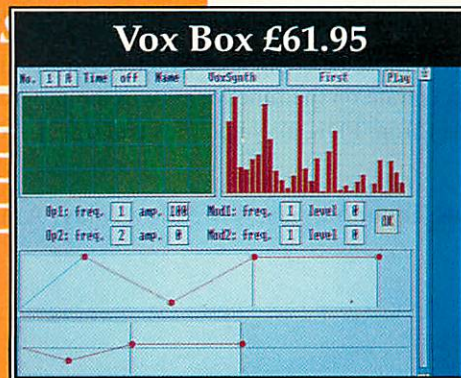 Vox Box £61.95
No. 1 A Time off Name VoxSynth First Play
Op1: freq. 1 amp. 100 Mod1: freq. 1 level 0 OK
Op2: freq. 2 amp. 0 Mod2: freq. 1 level 0